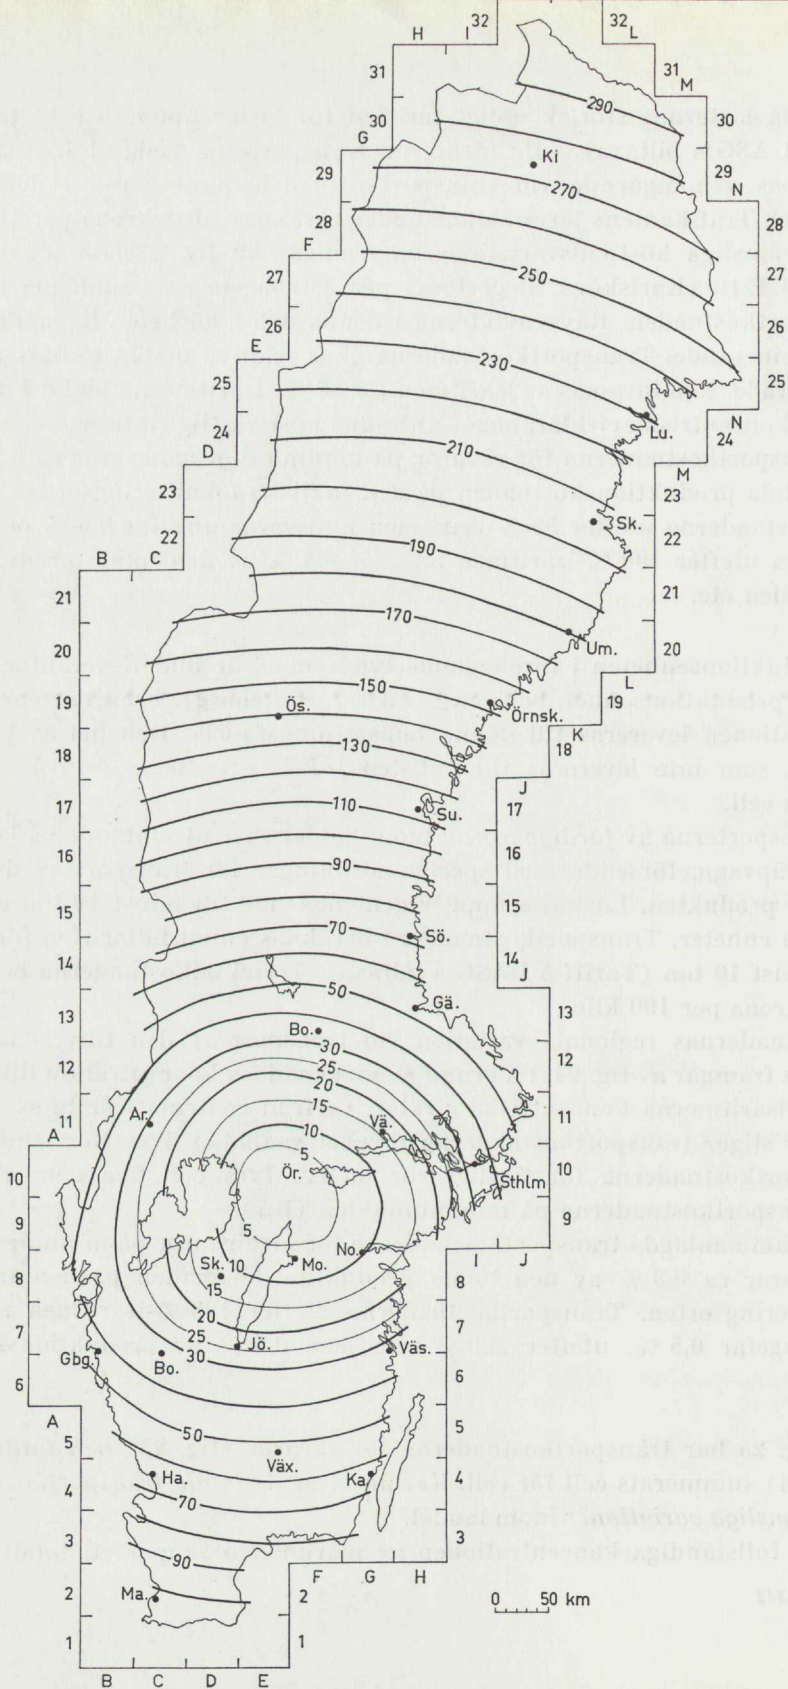 32 32
H I L
31 31
M
290
30 30
G
29 Ki 29
270 N
28 28
F
250
27 27
26 26
E
230
25 25
Lu.
24 N
24
210
D M
23 23
Sk.
22 22
190
B C
21 21
170
20 Um. 20
150 L
19 Ös. Örnsk. 19
K
18 130 18
J
17 110 Su. 17
16 16
90
15 15
70 Sö.
14 14
50 J
Gä.
13 13
Bo. 30
12 25 12
20
15
A Ar. 10 Vä. 11
11
5
Ör. 10
10 Sthlm
9 5 9
No.
Sk. 10 Mo. I J
8 15 8
20
7 25 Jö. 7
Gbg. Bo. 30 Väs.
6 6
A 50
5 Väx. 5
Ha. Ka. 4
4 70
3 3
90 F G H
Ma. 2
2
0 50 km
1 1
B C D E